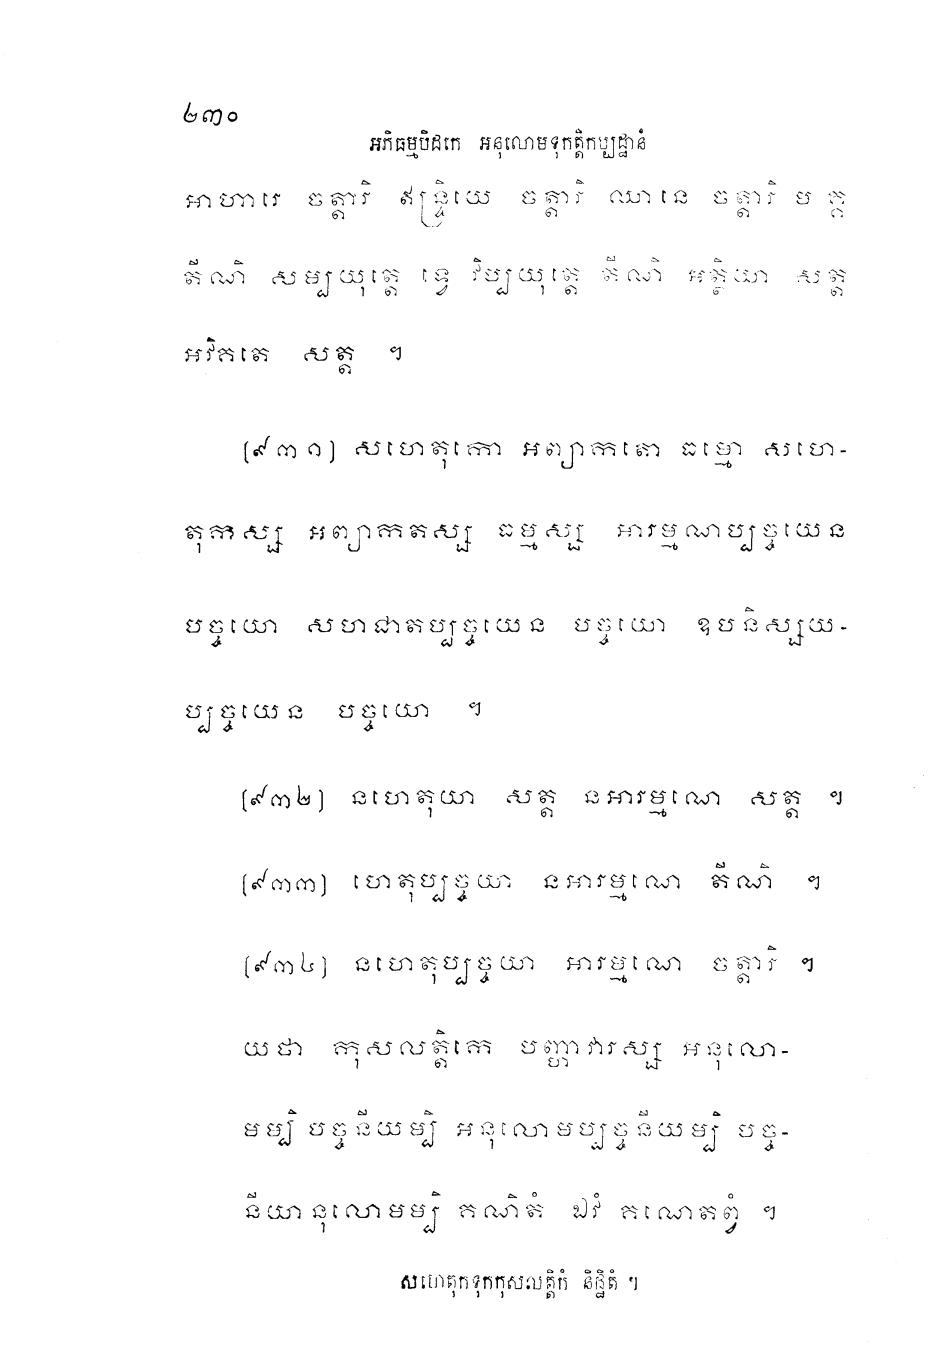 ២៣០
អភិធម្មបិដកេ អនុលោមទុកត្តិកប្បដ្ឋានំ
អាហារេ ចត្តារិ ឥន្ទ្រិយេ ចត្តារិ ឈានេ ចត្តារិ មគ្គេ
តីណិ សម្បយុត្តេ ទ្វេ វិប្បយុត្តេ តីណិ អត្ថិយា សត្ត
អវិគតេ សត្ត ។
[៩៣១] សហេតុកោ អព្យាកតោ ធម្មោ សហេ-
តុកស្ស អព្យាកតស្ស ធម្មស្ស អារម្មណប្បច្ចយេន
បច្ចយោ សហជាតប្បច្ចយេន បច្ចយោ ឧបនិស្សយ-
ប្បច្ចយេន បច្ចយោ ។
[៩៣២] នហេតុយា សត្ត នអារម្មណេ សត្ត ។
[៩៣៣] ហេតុប្បច្ចយា នអារម្មណេ តីណិ ។
[៩៣៤] នហេតុប្បច្ចយា អារម្មណេ ចត្តារិ ។
យថា កុសលត្តិកេ បញ្ហាវារស្ស អនុលោ-
មម្បិ បច្ចនីយម្បិ អនុលោមប្បច្ចនីយម្បិ បច្ច-
នីយានុលោមម្បិ គណិតំ ឯវំ គណេតព្វំ ។
សហេតុកទុកកុសលត្តិកំ និដ្ឋិតំ ។